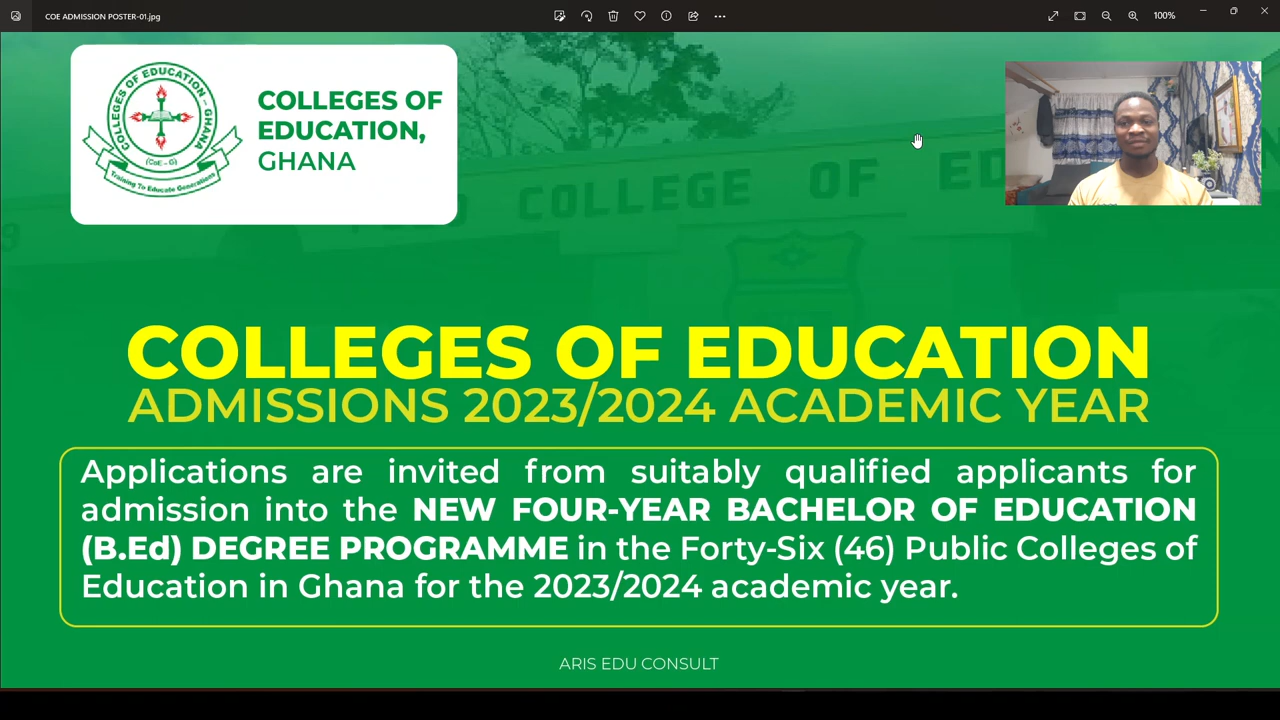 COE ADMISSION POSTER-01.jpg
100%
COLLEGES OF EDUCATION - GHANA
(CoE - G)
Training To Educate Generations
COLLEGES OF
EDUCATION,
GHANA
COLLEGE OF ED
COLLEGES OF EDUCATION
ADMISSIONS 2023/2024 ACADEMIC YEAR
Applications are invited from suitably qualified applicants for
admission into the NEW FOUR-YEAR BACHELOR OF EDUCATION
(B.Ed) DEGREE PROGRAMME in the Forty-Six (46) Public Colleges of
Education in Ghana for the 2023/2024 academic year.
ARIS EDU CONSULT